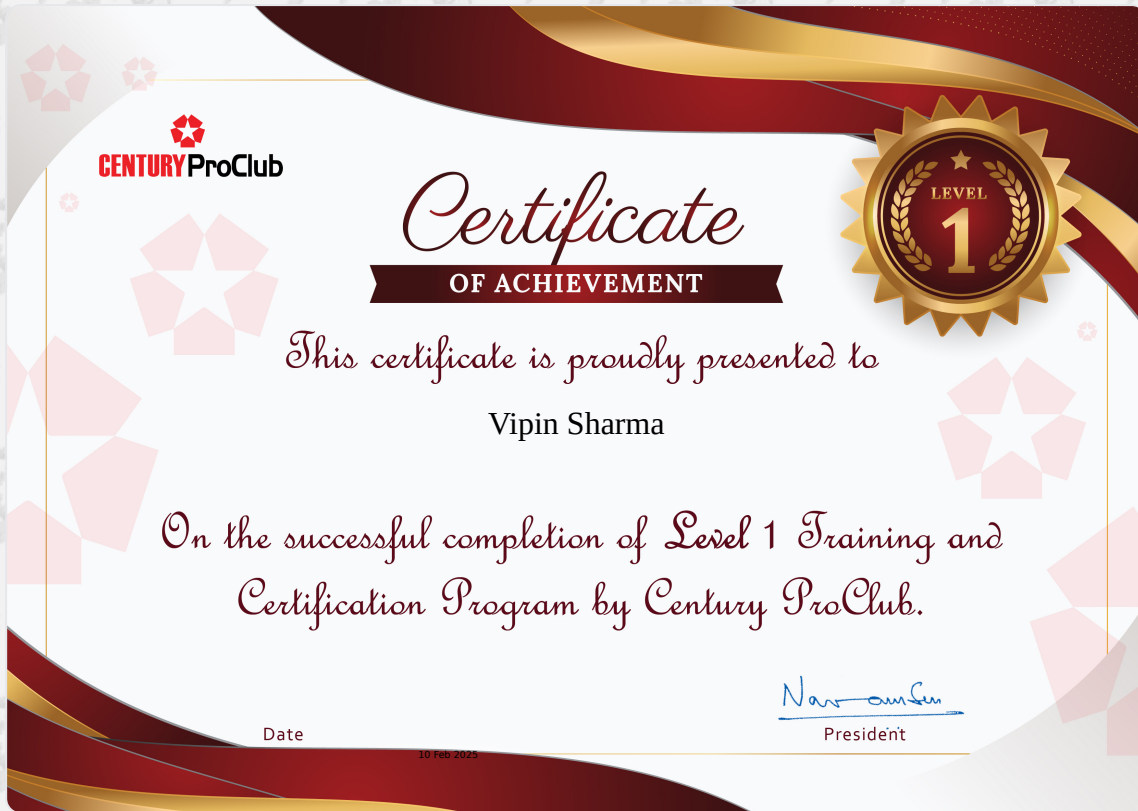 CENTURY ProClub
LEVEL
1
Certificate
OF ACHIEVEMENT
This certificate is proudly presented to
Vipin Sharma
On the successful completion of Level 1 Training and
Certification Program by Century ProClub.
Date
President
10 Feb 2025